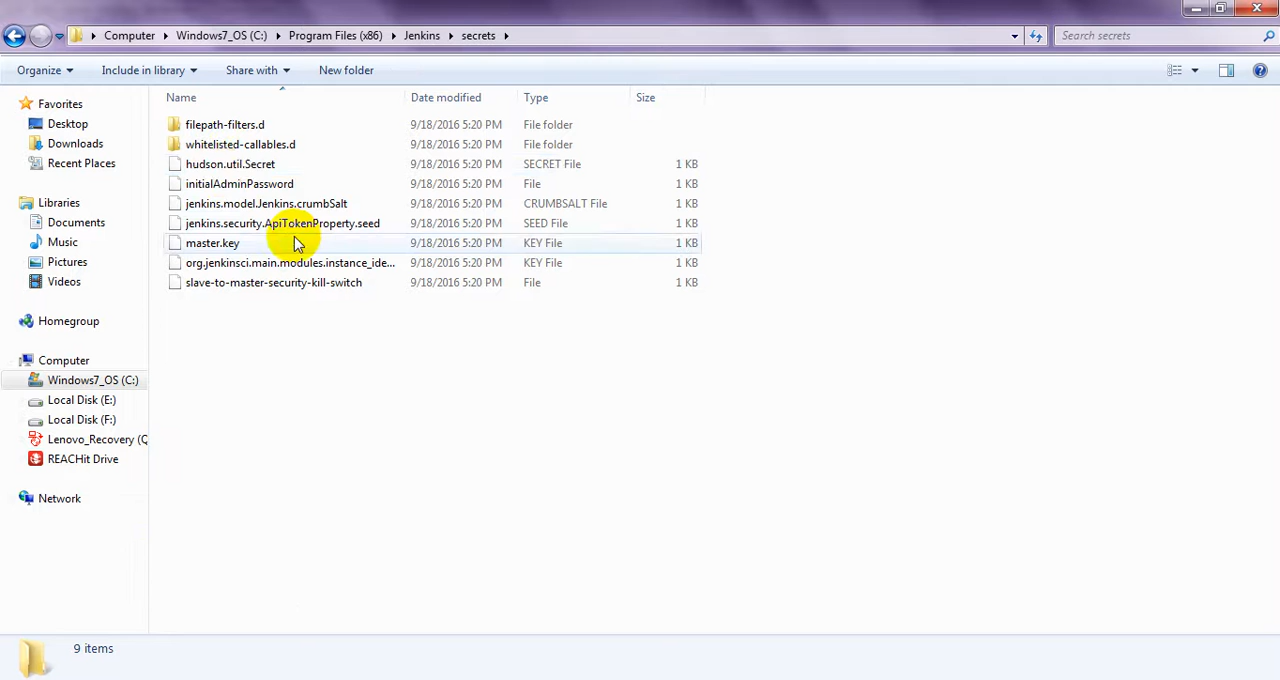 Computer Windows7_OS (C:) Program Files (x86) Jenkins secrets Search secrets
Organize Include in library Share with New folder
Name Date modified Type Size
Favorites
Desktop
Downloads
Recent Places
Libraries
Documents
Music
Pictures
Videos
Homegroup
Computer
Windows7_OS (C:)
Local Disk (E:)
Local Disk (F:)
Lenovo_Recovery (Q
REACHit Drive
Network
filepath-filters.d 9/18/2016 5:20 PM File folder
whitelisted-callables.d 9/18/2016 5:20 PM File folder
hudson.util.Secret 9/18/2016 5:20 PM SECRET File 1 KB
initialAdminPassword 9/18/2016 5:20 PM File 1 KB
jenkins.model.Jenkins.crumbSalt 9/18/2016 5:20 PM CRUMBSALT File 1 KB
jenkins.security.ApiTokenProperty.seed 9/18/2016 5:20 PM SEED File 1 KB
master.key 9/18/2016 5:20 PM KEY File 1 KB
org.jenkinsci.main.modules.instance_ide... 9/18/2016 5:20 PM KEY File 1 KB
slave-to-master-security-kill-switch 9/18/2016 5:20 PM File 1 KB
9 items